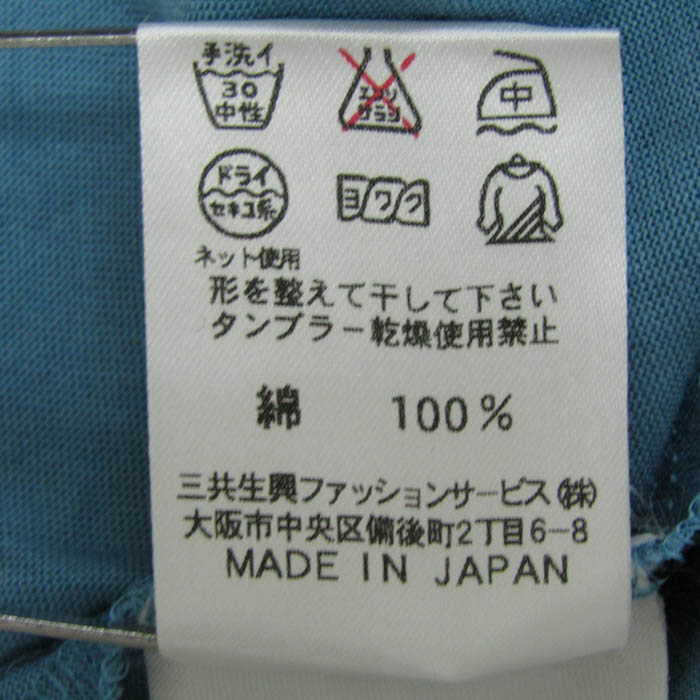 手洗イ
30
中性
エンソ
サラシ
中
ドライ
セキユ系
ヨワク
ネット使用
形を整えて干して下さい
タンブラー乾燥使用禁止
綿 100%
三共生興ファッションサービス㈱
大阪市中央区備後町2丁目6-8
MADE IN JAPAN